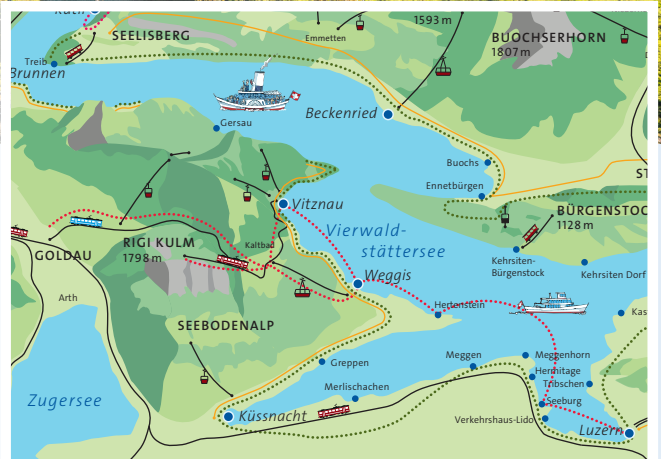 SEELISBERG
Treib
Brunnen
Emmetten
1593 m
BUOCHSERHORN
1807 m
Beckenried
Gersau
Buochs
Ennetbürgen
Vitznau
Vierwald-
stättersee
BÜRGENSTOC
1128 m
Kehrsiten-
Bürgenstock
Kehrsiten Dorf
GOLDAU
RIGI KULM
1798 m
Kaltbad
Weggis
Arth
Hertenstein
SEEBODENALP
Greppen
Meggen
Meggenhorn
Hermitage
Tribschen
Merlischachen
Seeburg
Zugersee
Küssnacht
Verkehrshaus-Lido
Luzern